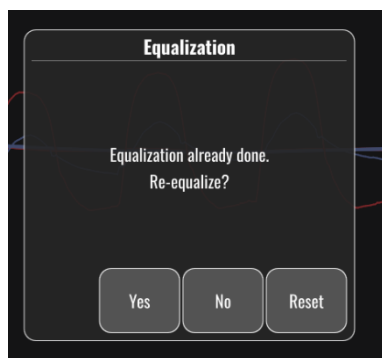 Equalization
Equalization already done.
Re-equalize?
Yes No Reset